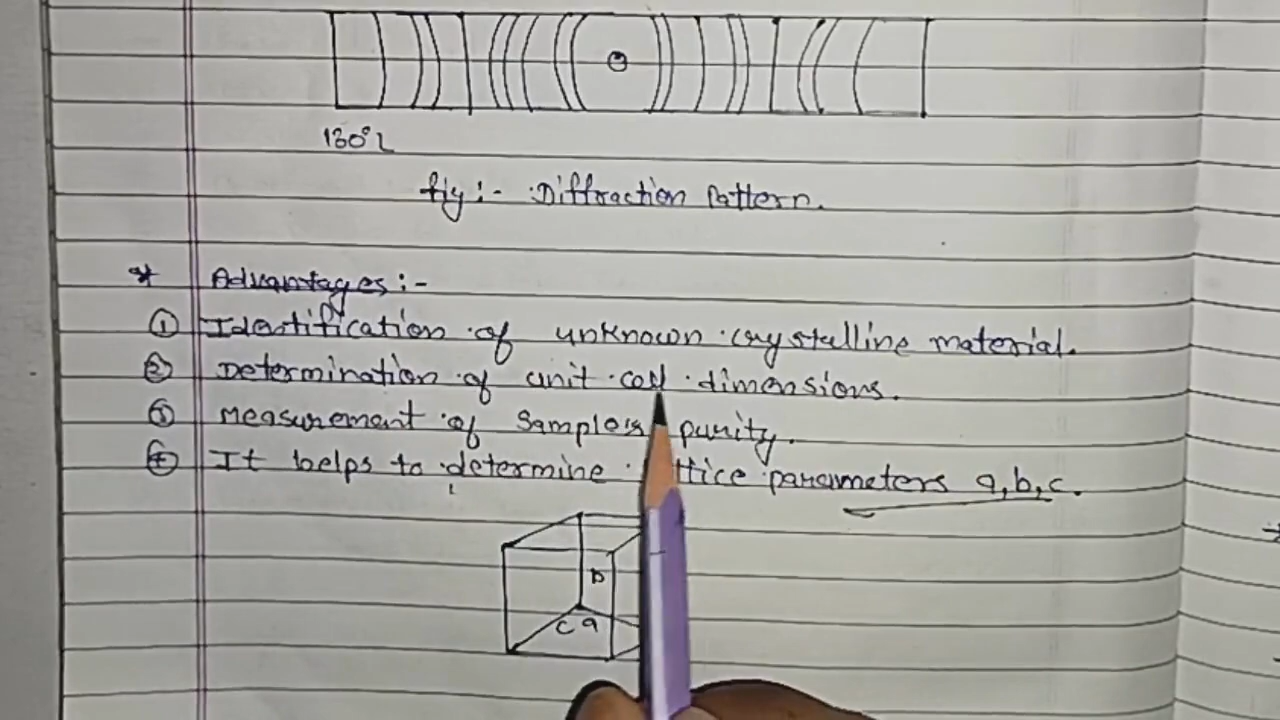 180°
fig:- Diffraction Pattern.
* Advantages:-
① Identification of unknown crystalline material.
② Determination of unit cell dimensions.
③ Measurement of sample's purity.
④ It helps to determine ttice parameters a,b,c.
b
c a